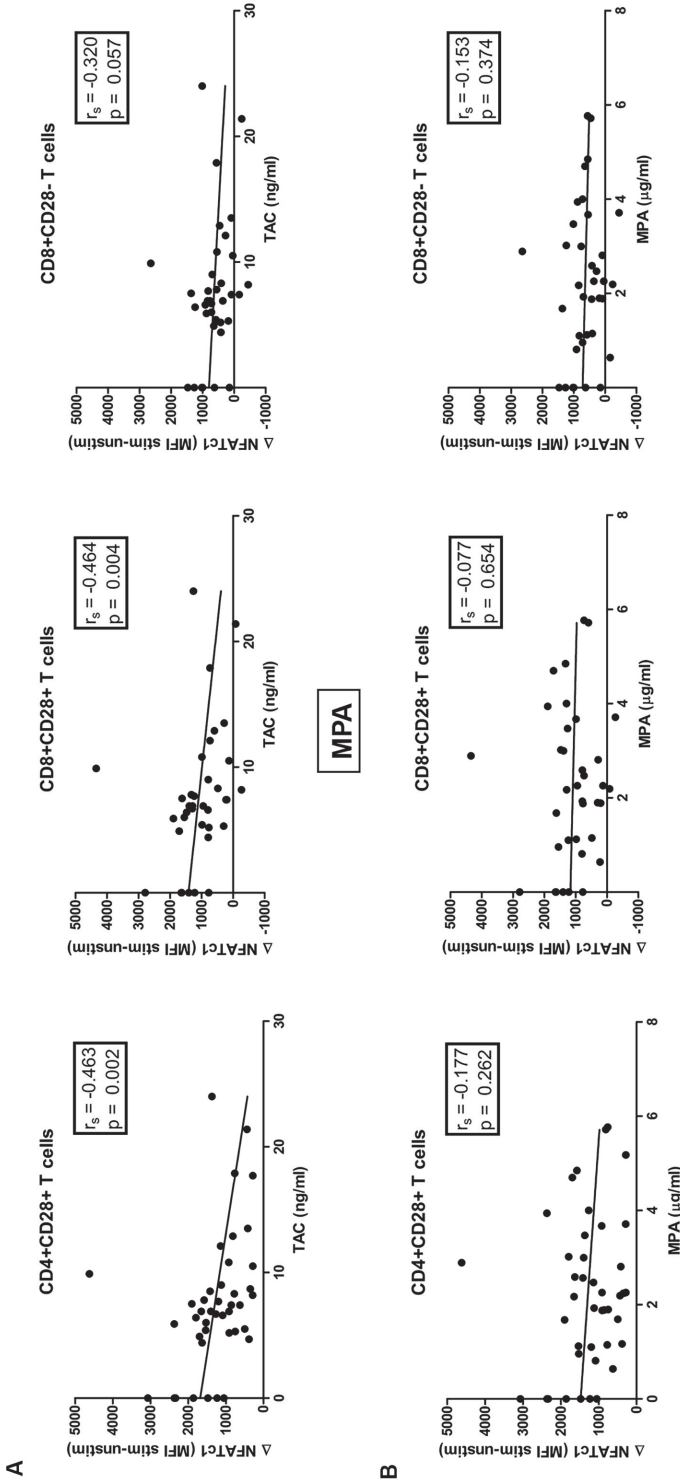 A
CD4+CD28+ T cells
rs = -0.463
p = 0.002
Δ NFATc1 (MFI stim-unstim)
5000
4000
3000
2000
1000
0
0
10
20
30
TAC (ng/ml)
CD8+CD28+ T cells
rs = -0.464
p = 0.004
Δ NFATc1 (MFI stim-unstim)
5000
4000
3000
2000
1000
0
-1000
10
20
30
TAC (ng/ml)
CD8+CD28- T cells
rs = -0.320
p = 0.057
Δ NFATc1 (MFI stim-unstim)
5000
4000
3000
2000
1000
0
-1000
10
20
30
TAC (ng/ml)
MPA
B
CD4+CD28+ T cells
rs = -0.177
p = 0.262
Δ NFATc1 (MFI stim-unstim)
5000
4000
3000
2000
1000
0
0
2
4
6
8
MPA (µg/ml)
CD8+CD28+ T cells
rs = -0.077
p = 0.654
Δ NFATc1 (MFI stim-unstim)
5000
4000
3000
2000
1000
0
-1000
2
4
6
8
MPA (µg/ml)
CD8+CD28- T cells
rs = -0.153
p = 0.374
Δ NFATc1 (MFI stim-unstim)
5000
4000
3000
2000
1000
0
-1000
2
4
6
8
MPA (µg/ml)